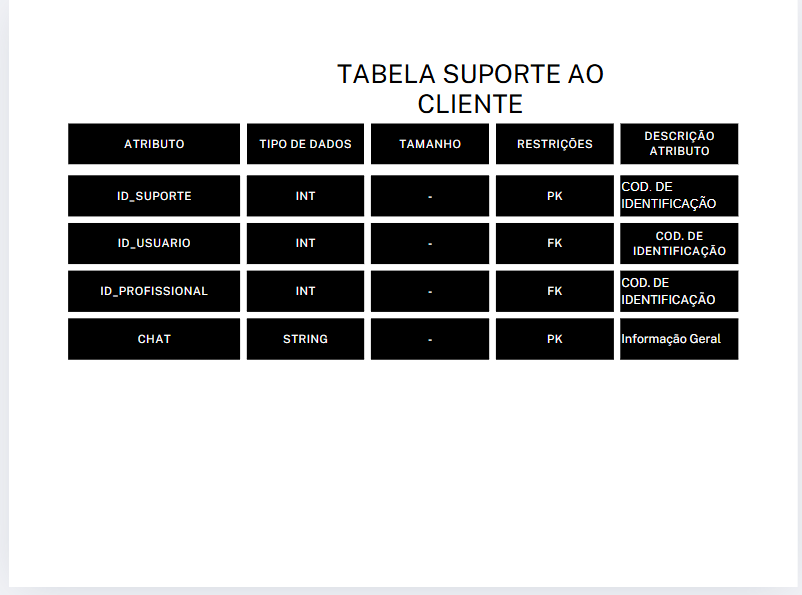 TABELA SUPORTE AO
CLIENTE
ATRIBUTO TIPO DE DADOS TAMANHO RESTRIÇÕES DESCRIÇÃO ATRIBUTO
ID_SUPORTE INT - PK COD. DE IDENTIFICAÇÃO
ID_USUARIO INT - FK COD. DE IDENTIFICAÇÃO
ID_PROFISSIONAL INT - FK COD. DE IDENTIFICAÇÃO
CHAT STRING - PK Informação Geral